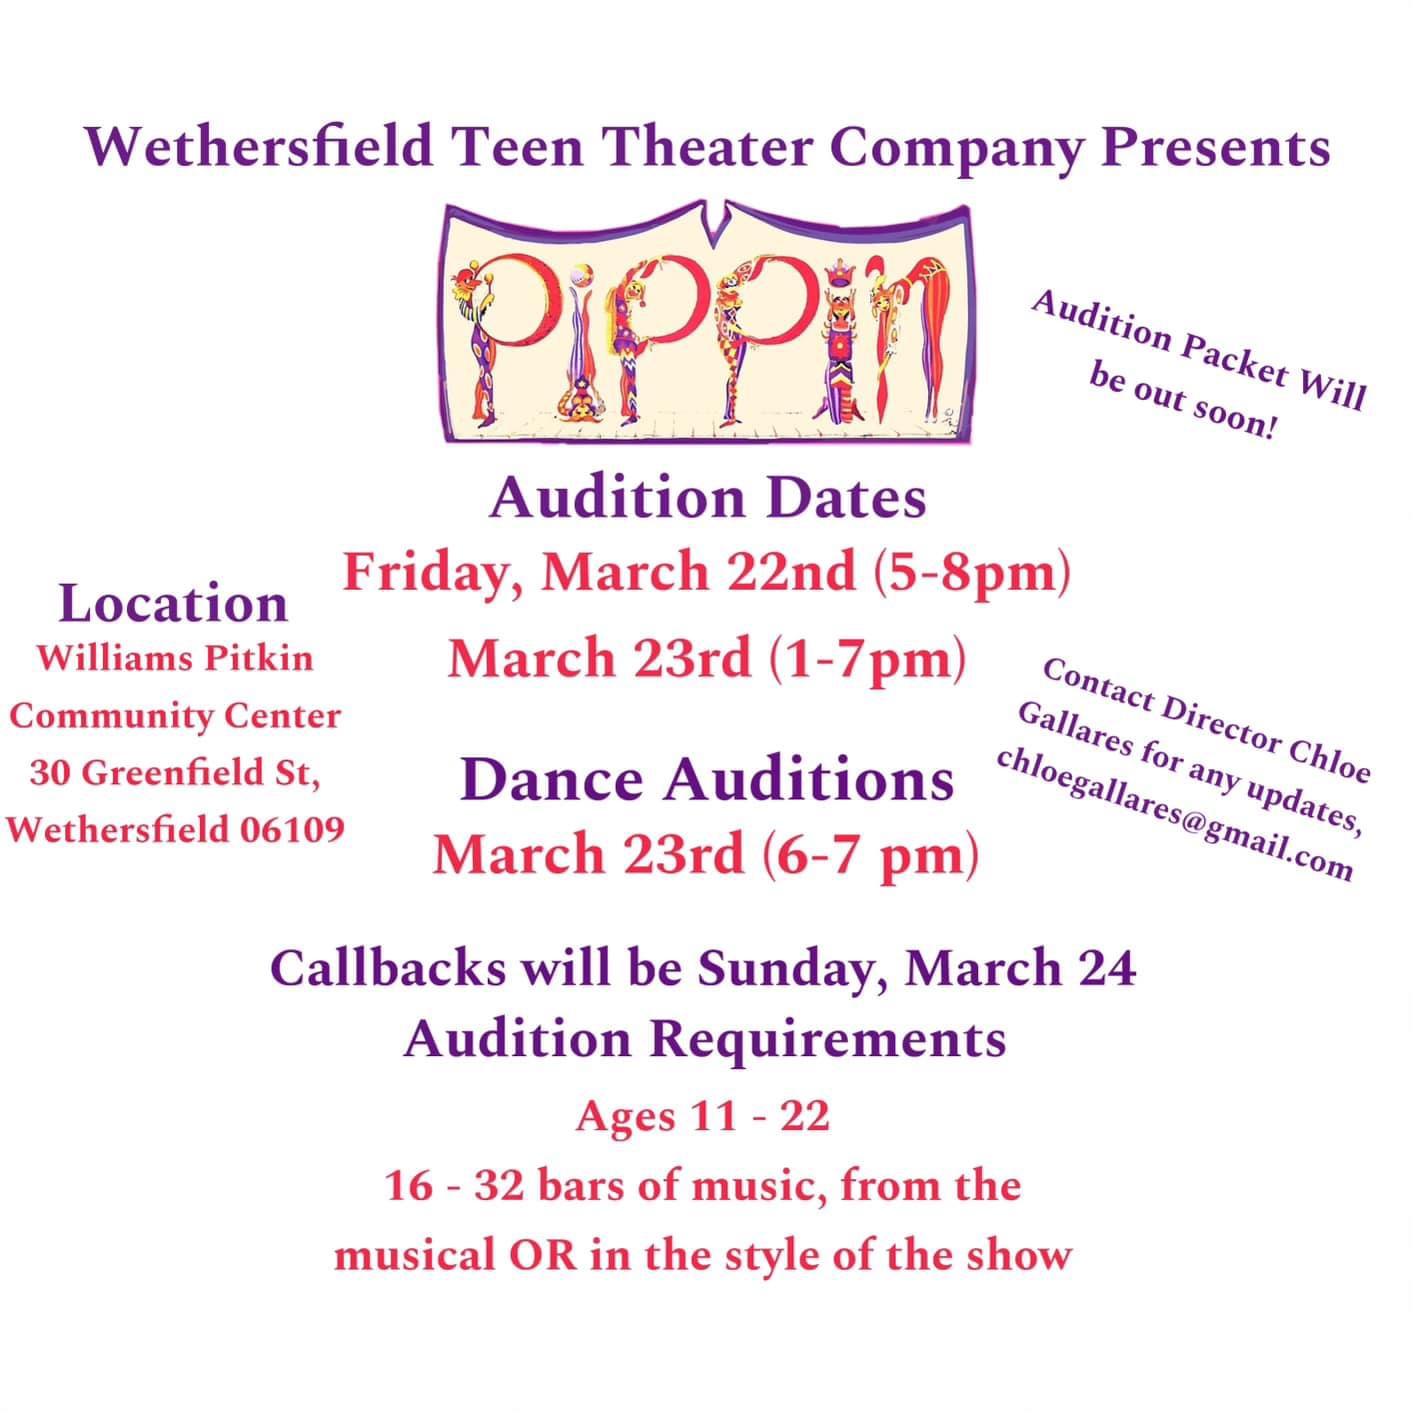 Wethersfield Teen Theater Company Presents
PIPPIN
Audition Packet Will
be out soon!
Audition Dates
Friday, March 22nd (5-8pm)
March 23rd (1-7pm)
Location
Williams Pitkin
Community Center
30 Greenfield St,
Wethersfield 06109
Contact Director Chloe
Gallares for any updates,
chloegallares@gmail.com
Dance Auditions
March 23rd (6-7 pm)
Callbacks will be Sunday, March 24
Audition Requirements
Ages 11 - 22
16 - 32 bars of music, from the
musical OR in the style of the show